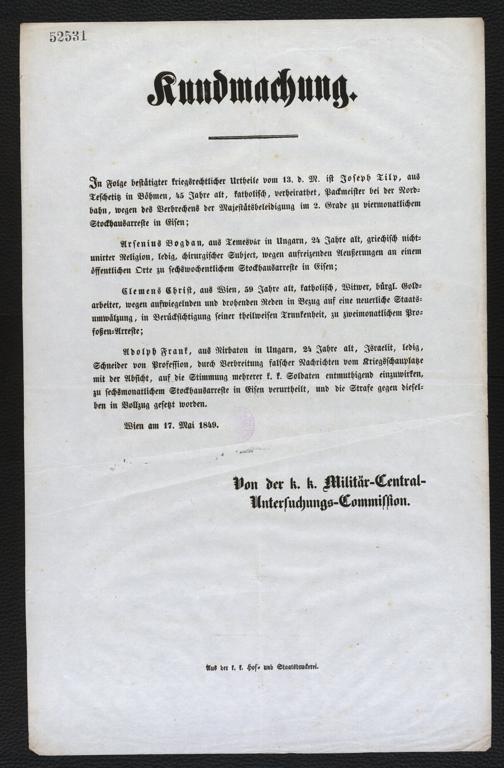 52531
Kundmachung.
In Folge bestätigter kriegsrechtlicher Urtheile vom 13. d. M. ist Joseph Tilp, aus
Teschetitz in Böhmen, 45 Jahre alt, katholisch, verheirathet, Packmeister bei der Nord-
bahn, wegen des Verbrechens der Majestätsbeleidigung im 2. Grade zu viermonatlichem
Stockhausarreste in Eisen;
Arsenius Bogdan, aus Temesvár in Ungarn, 24 Jahre alt, griechisch nicht-
unirter Religion, ledig, chirurgischer Subject, wegen aufreizenden Aeußerungen an einem
öffentlichen Orte zu sechswochentlichem Stockhausarreste in Eisen;
Clemens Christ, aus Wien, 59 Jahre alt, katholisch, Witwer, bürgl. Gold-
arbeiter, wegen aufwiegelnden und drohenden Reden in Bezug auf eine neuerliche Staats-
umwälzung, in Berücksichtigung seiner theilweisen Trunkenheit, zu zweimonatlichem Pro-
foßen-Arreste;
Adolph Frank, aus Nirbaton in Ungarn, 24 Jahre alt, Israelit, ledig,
Schneider von Profession, durch Verbreitung falscher Nachrichten vom Kriegsschauplatze
mit der Absicht, auf die Stimmung mehrerer k. k. Soldaten entmuthigend einzuwirken,
zu sechsmonatlichem Stockhausarreste in Eisen verurtheilt, und die Strafe gegen diesel-
ben in Vollzug gesetzt worden.
Wien am 17. Mai 1849.
Von der k. k. Militär-Central-
Untersuchungs-Commission.
Aus der k. k. Hof- und Staatsdruckerei.